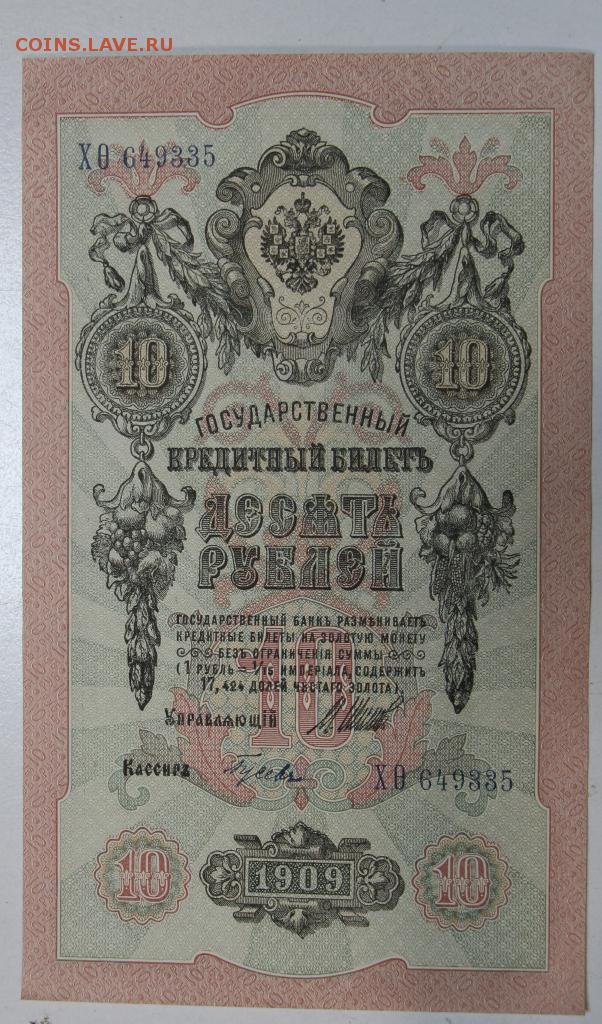 COINS.LAVE.RU
ХѲ 649335
10 10
ГОСУДАРСТВЕННЫЙ
КРЕДИТНЫЙ БИЛЕТЪ
ДЕСЯТЬ
РУБЛЕЙ
ГОСУДАРСТВЕННЫЙ БАНКЪ РАЗМѢНИВАЕТЪ
КРЕДИТНЫЕ БИЛЕТЫ НА ЗОЛОТУЮ МОНЕТУ
БЕЗЪ ОГРАНИЧЕНІЯ СУММЫ
(1 РУБЛЬ = 1/15 ИМПЕРІАЛА, СОДЕРЖИТЪ
17,424 ДОЛЕЙ ЧИСТАГО ЗОЛОТА).
10
УПРАВЛЯЮЩІЙ
Кассиръ Гусевъ ХѲ 649335
10 1909 10